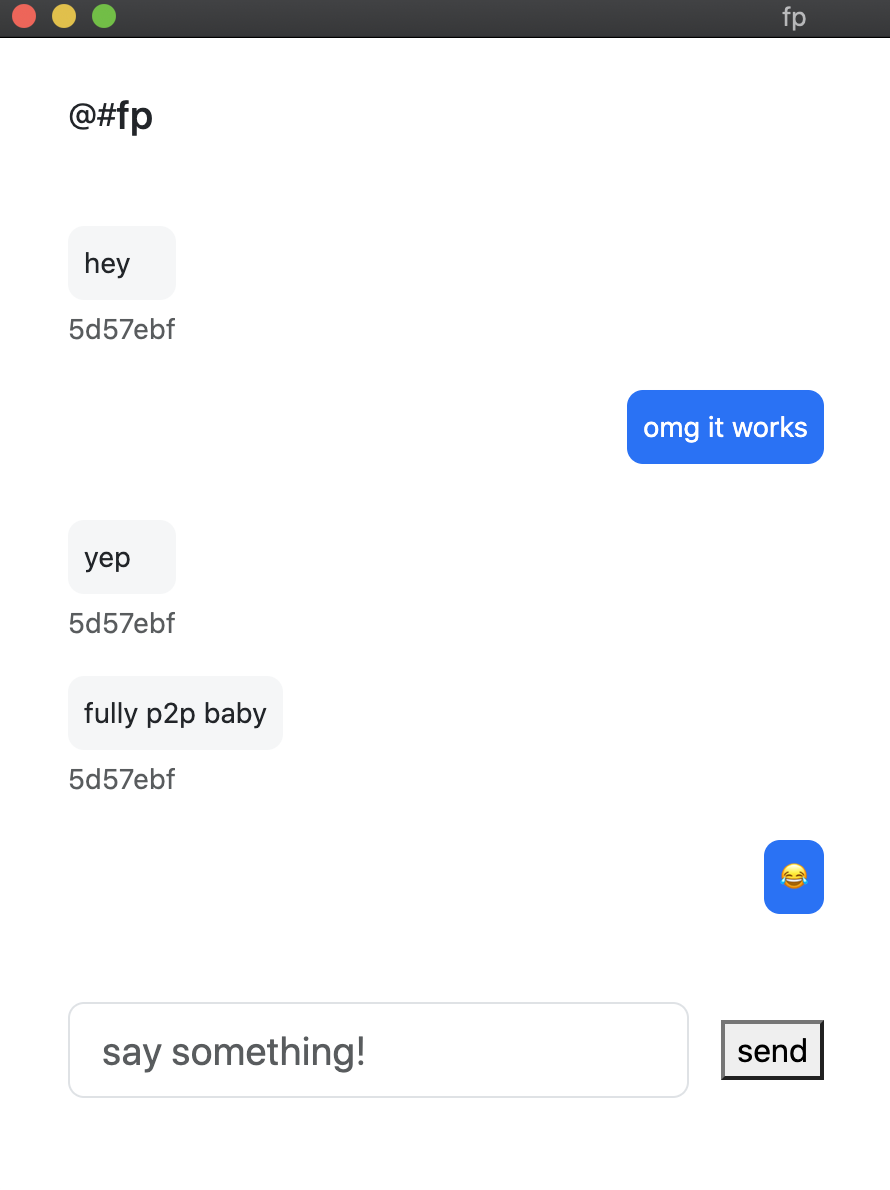 fp
@#fp
hey
5d57ebf
omg it works
yep
5d57ebf
fully p2p baby
5d57ebf
😂
say something!
send